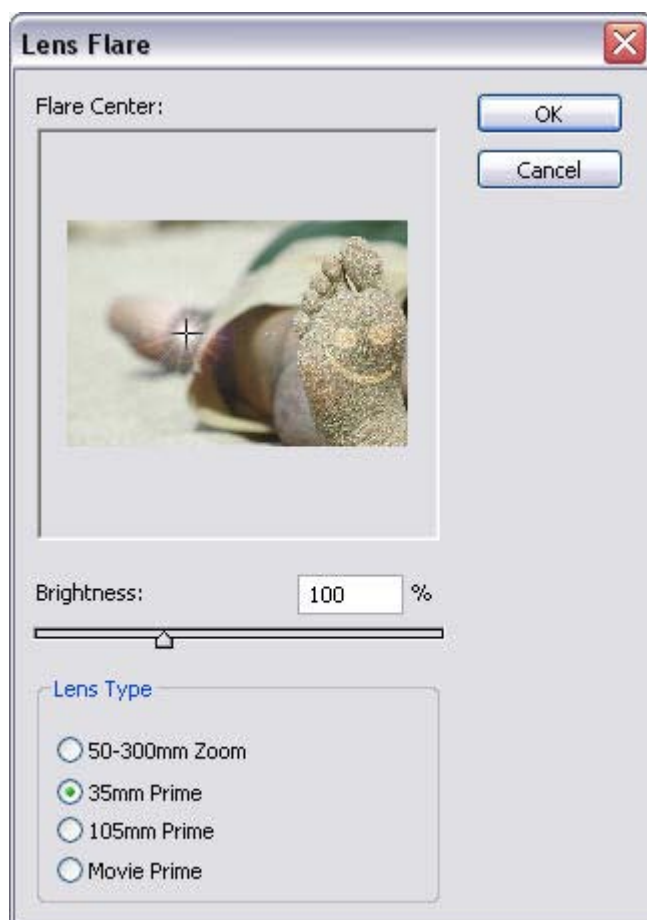 Lens Flare
Flare Center:
OK
Cancel
Brightness:
100 %
Lens Type
50-300mm Zoom
35mm Prime
105mm Prime
Movie Prime